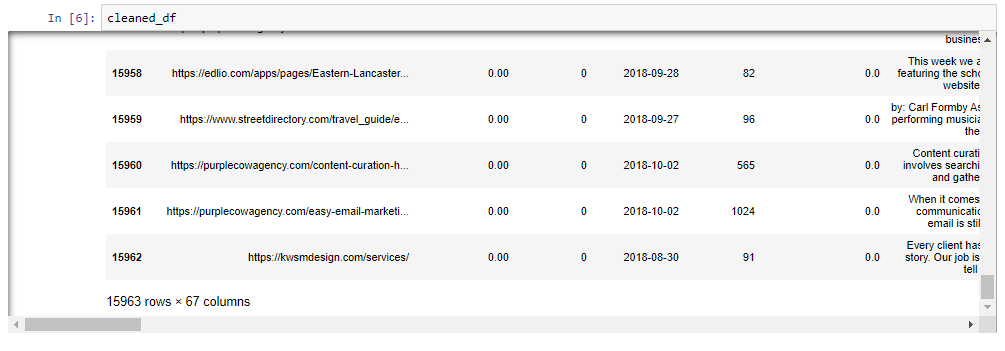 In [6]: cleaned_df
busines
15958 https://edlio.com/apps/pages/Eastern-Lancaster... 0.00 0 2018-09-28 82 0.0 This week we a
featuring the scho
website
15959 https://www.streetdirectory.com/travel_guide/e... 0.00 0 2018-09-27 96 0.0 by: Carl Formby As
performing musicia
the
15960 https://purplecowagency.com/content-curation-h... 0.00 0 2018-10-02 565 0.0 Content curati
involves searchi
and gathe
15961 https://purplecowagency.com/easy-email-marketi... 0.00 0 2018-10-02 1024 0.0 When it comes
communicatio
email is stil
15962 https://kwsmdesign.com/services/ 0.00 0 2018-08-30 91 0.0 Every client has
story. Our job is
tell
15963 rows × 67 columns